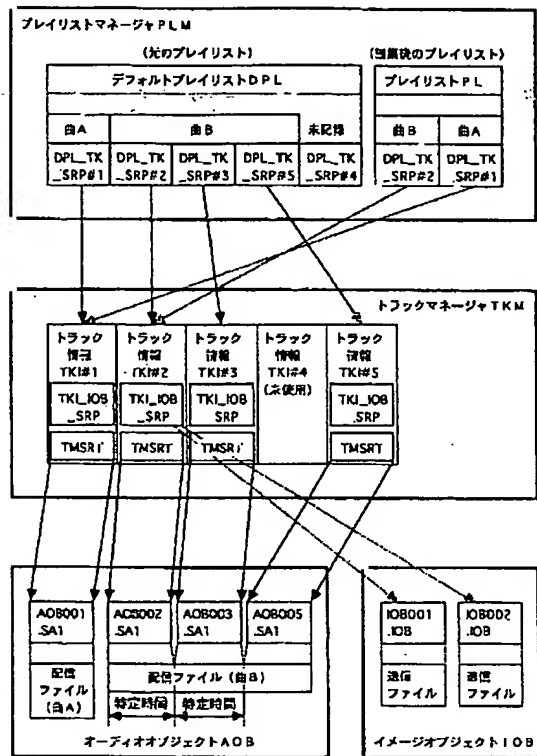 プレイリストマネージャPLM
(元のプレイリスト)
(編集後のプレイリスト)
デフォルトプレイリストDPL
プレイリストPL
曲A
曲B
未記録
曲B
曲A
DPL_TK
_SRP#1
DPL_TK
_SRP#2
DPL_TK
_SRP#3
DPL_TK
_SRP#5
DPL_TK
_SRP#4
DPL_TK
_SRP#2
DPL_TK
_SRP#1
トラックマネージャTKM
トラック
情報
TKI#1
トラック
情報
TKI#2
トラック
情報
TKI#3
トラック
情報
TKI#4
(未使用)
トラック
情報
TKI#5
TKI_IOB
_SRP
TKI_IOB
_SRP
TKI_IOB
_SRP
TKI_IOB
_SRP
TMSRT
TMSRT
TMSRT
TMSRT
AOB001
.SA1
AOB002
.SA1
AOB003
.SA1
AOB005
.SA1
IOB001
.IOB
IOB002
.IOB
配信
ファイル
(曲A)
配信ファイル(曲B)
特定時間
特定時間
送信
ファイル
送信
ファイル
オーディオオブジェクトAOB
イメージオブジェクトIOB